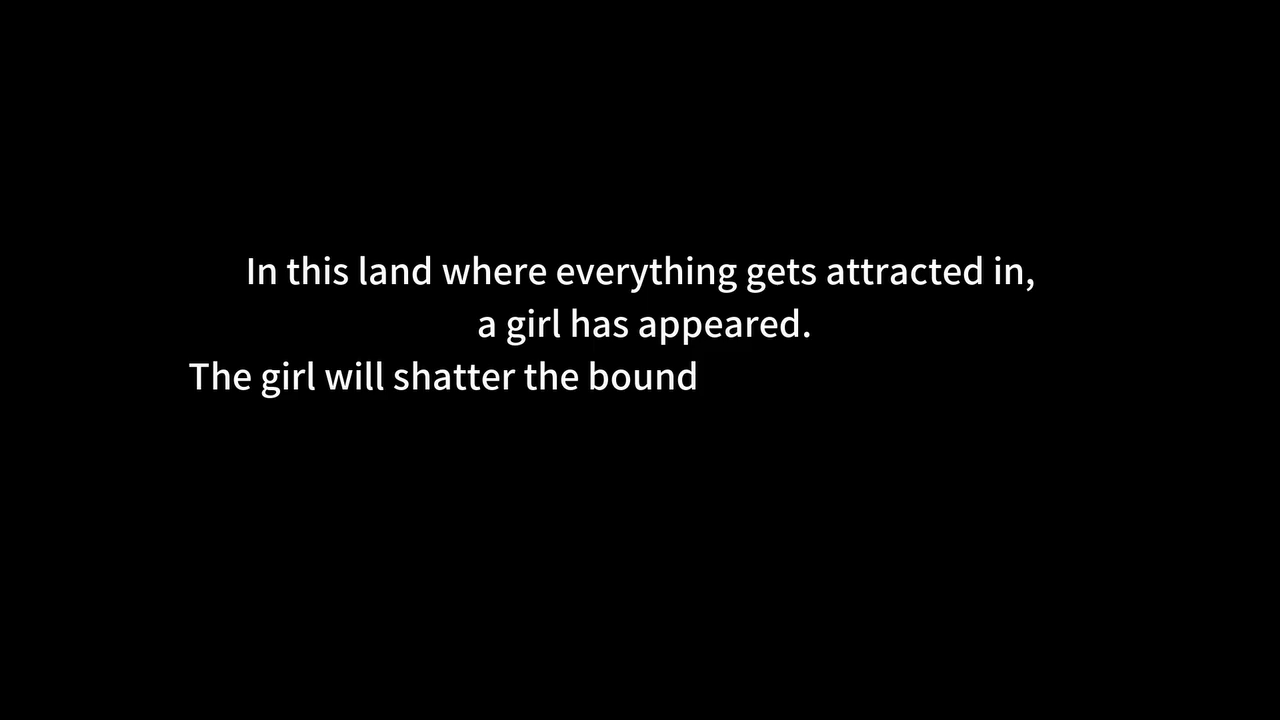 In this land where everything gets attracted in,
a girl has appeared.
The girl will shatter the bound